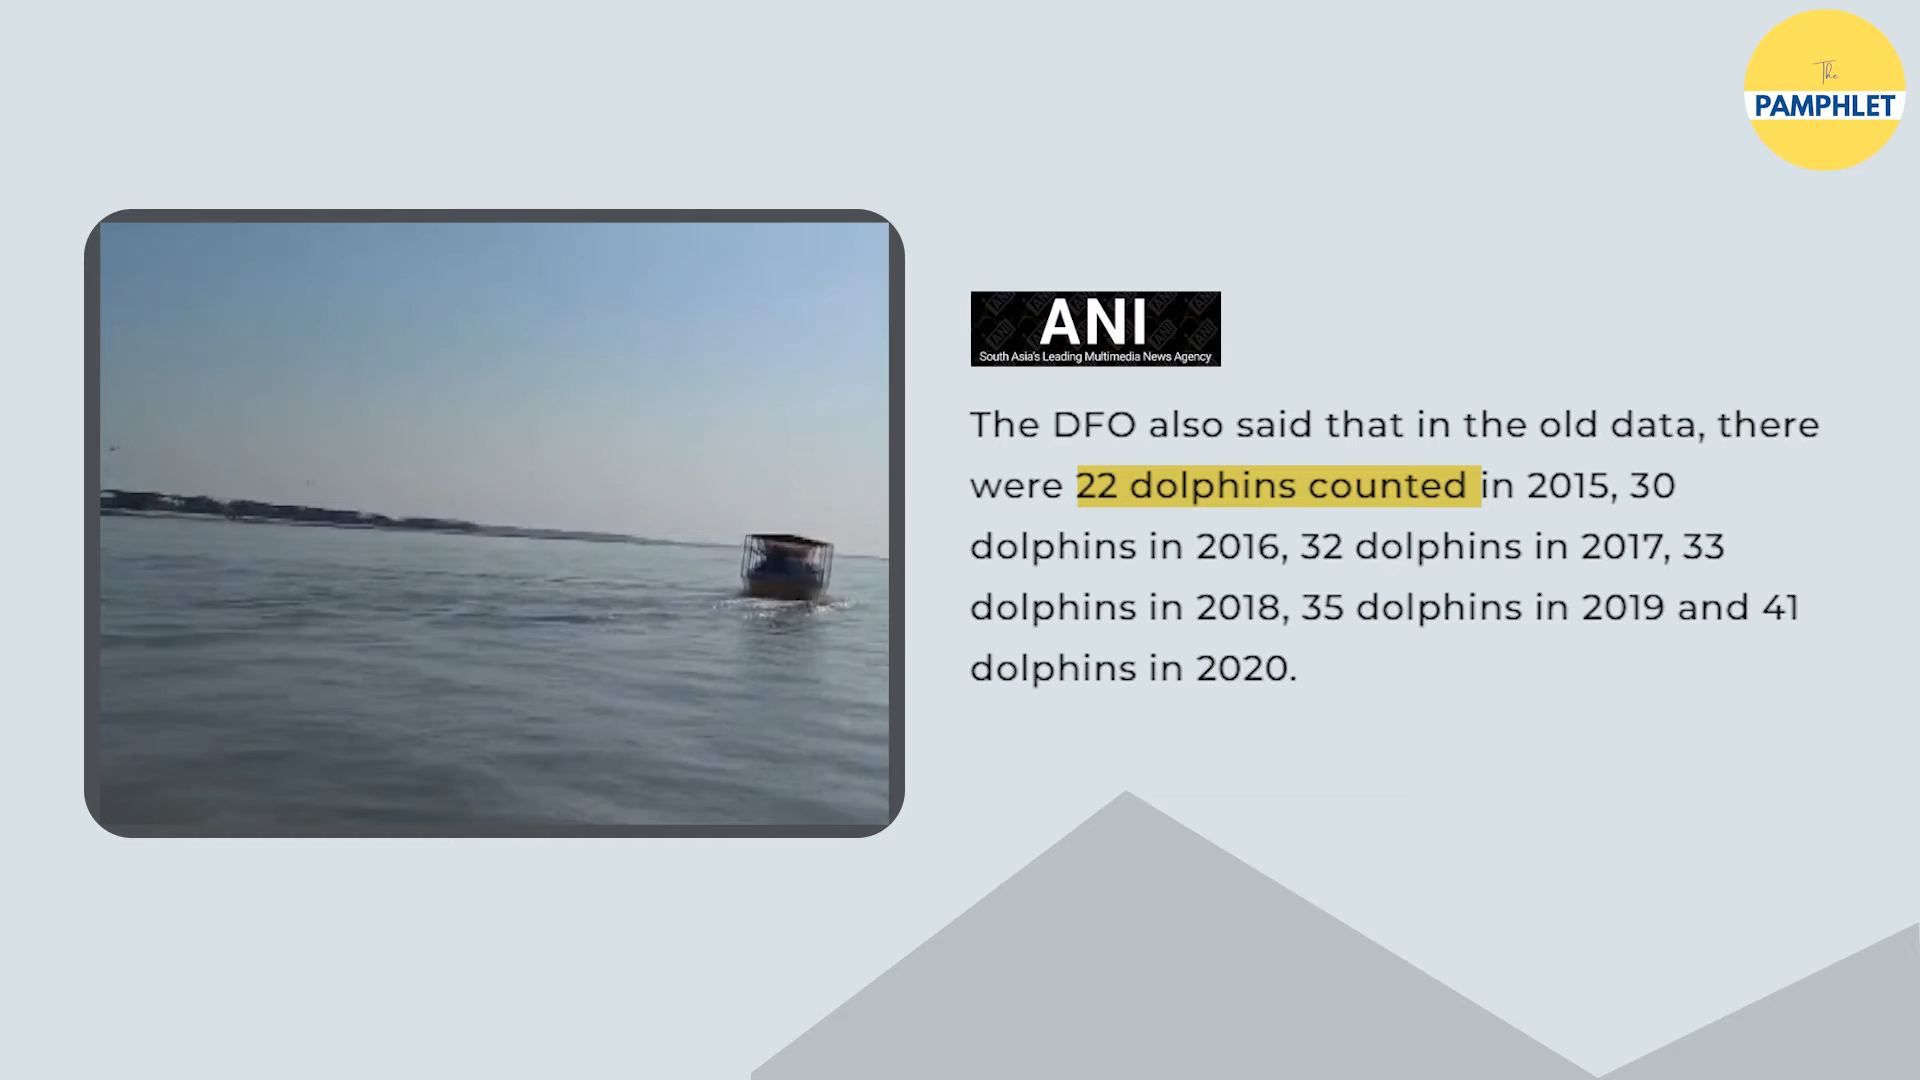 The
PAMPHLET
ANI
South Asia's Leading Multimedia News Agency
The DFO also said that in the old data, there
were 22 dolphins counted in 2015, 30
dolphins in 2016, 32 dolphins in 2017, 33
dolphins in 2018, 35 dolphins in 2019 and 41
dolphins in 2020.